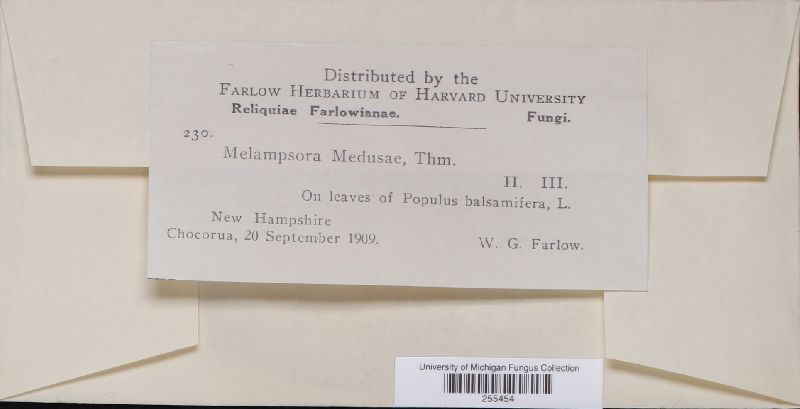 Distributed by the
Farlow Herbarium of Harvard University
Reliquiae Farlowianae. Fungi.
230.
Melampsora Medusae, Thm.
II. III.
On leaves of Populus balsamifera, L.
New Hampshire
Chocorua, 20 September 1909. W. G. Farlow.
University of Michigan Fungus Collection
255454